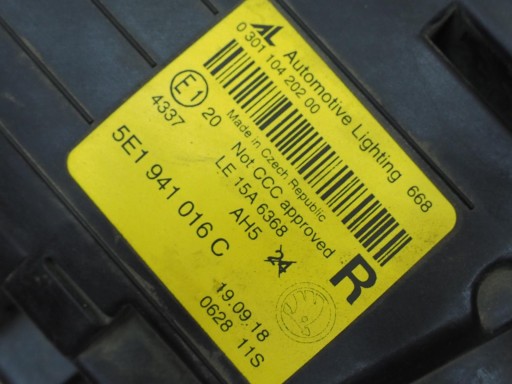 AL Automotive Lighting 668
0 301 104 202 00
E1 20 Made in Czech Republic
4337 Not CCC approved R
LE 15A 6368
5E1 941 016 C AH5 24
19.09.18
0628 11S